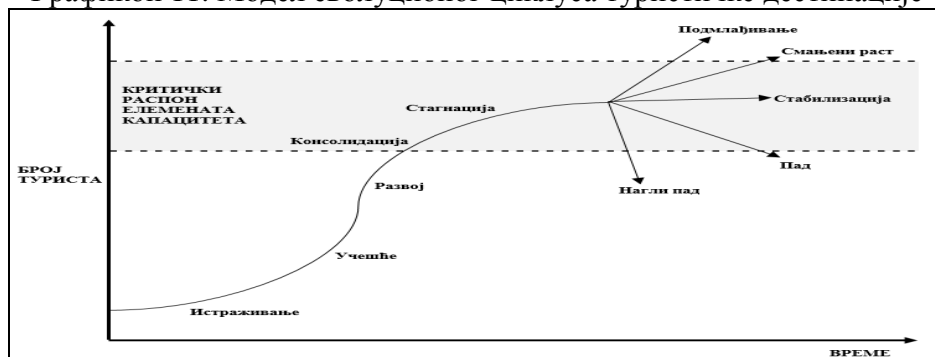 Графикон 11. Модел еволуционог циклуса туристичке дестинације
Подмлађивање
Смањени раст
КРИТИЧКИ
РАСПОН
ЕЛЕМЕНАТА
КАПАЦИТЕТА
Стагнација
Стабилизација
Консолидација
Пад
БРОЈ
ТУРИСТА
Развој
Нагли пад
Учешће
Истраживање
ВРЕМЕ